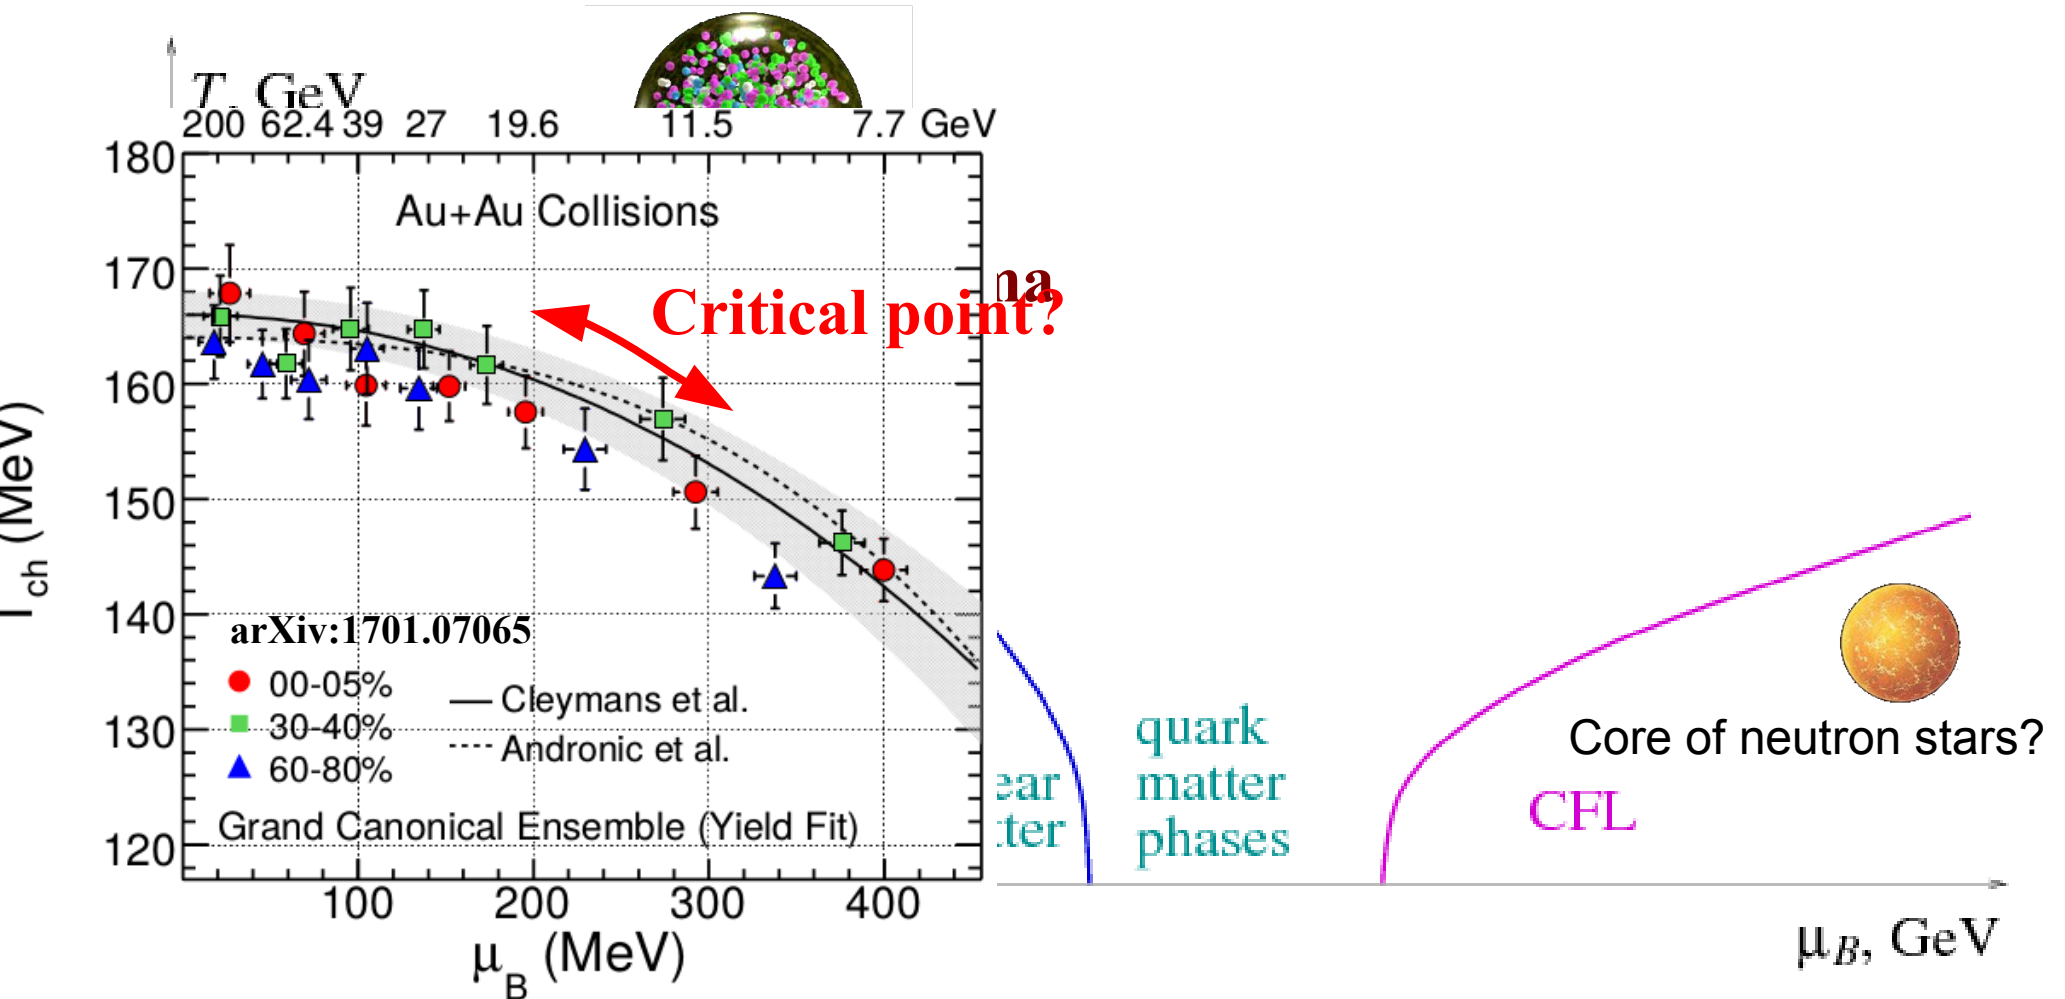 T, GeV
200 62.4 39 27 19.6 11.5 7.7 GeV
180
170
160
150
140
130
120
Au+Au Collisions
Critical point?
arXiv:1701.07065
00-05%
30-40%
60-80%
Cleymans et al.
Andronic et al.
Grand Canonical Ensemble (Yield Fit)
100 200 300 400
μB (MeV)
ch (MeV)
quark
matter
phases
Core of neutron stars?
CFL
μB, GeV